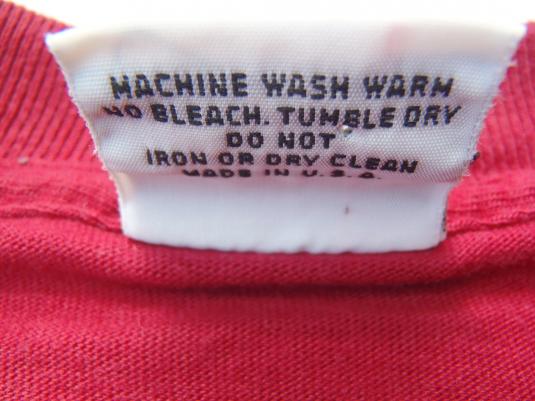 MACHINE WASH WARM
NO BLEACH. TUMBLE DRY
DO NOT
IRON OR DRY CLEAN
MADE IN U.S.A.